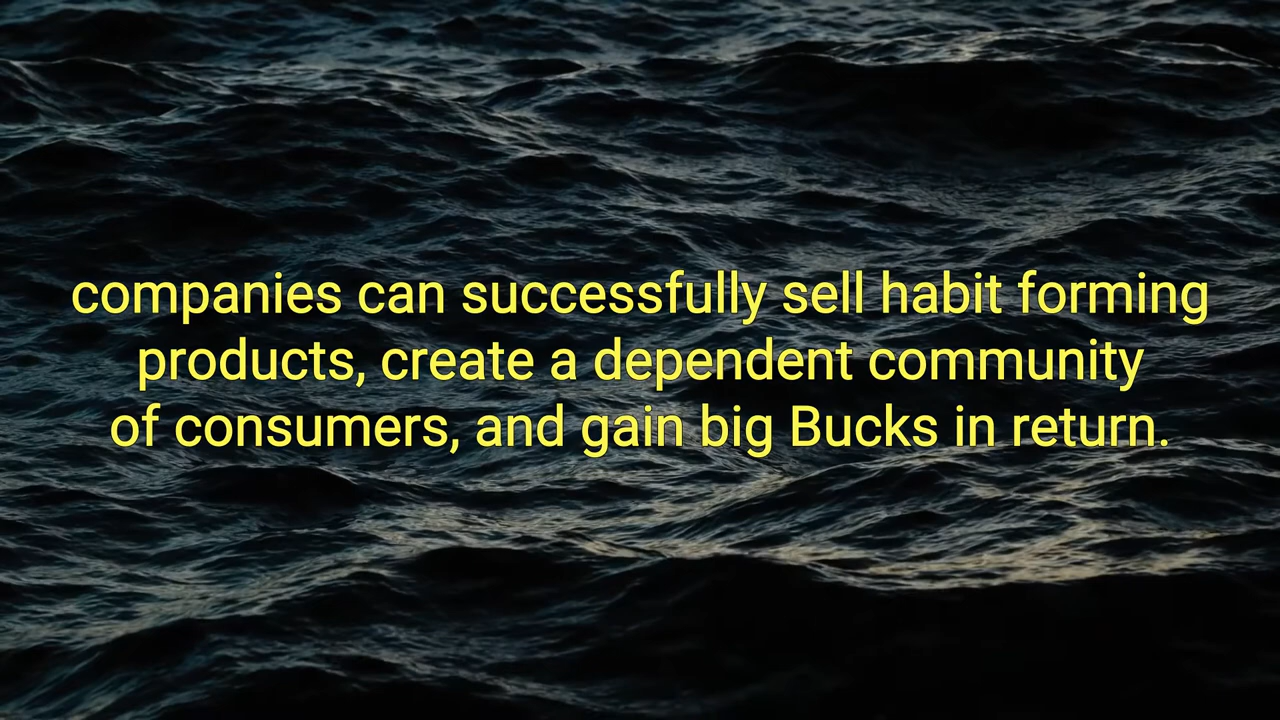 companies can successfully sell habit forming
products, create a dependent community
of consumers, and gain big Bucks in return.